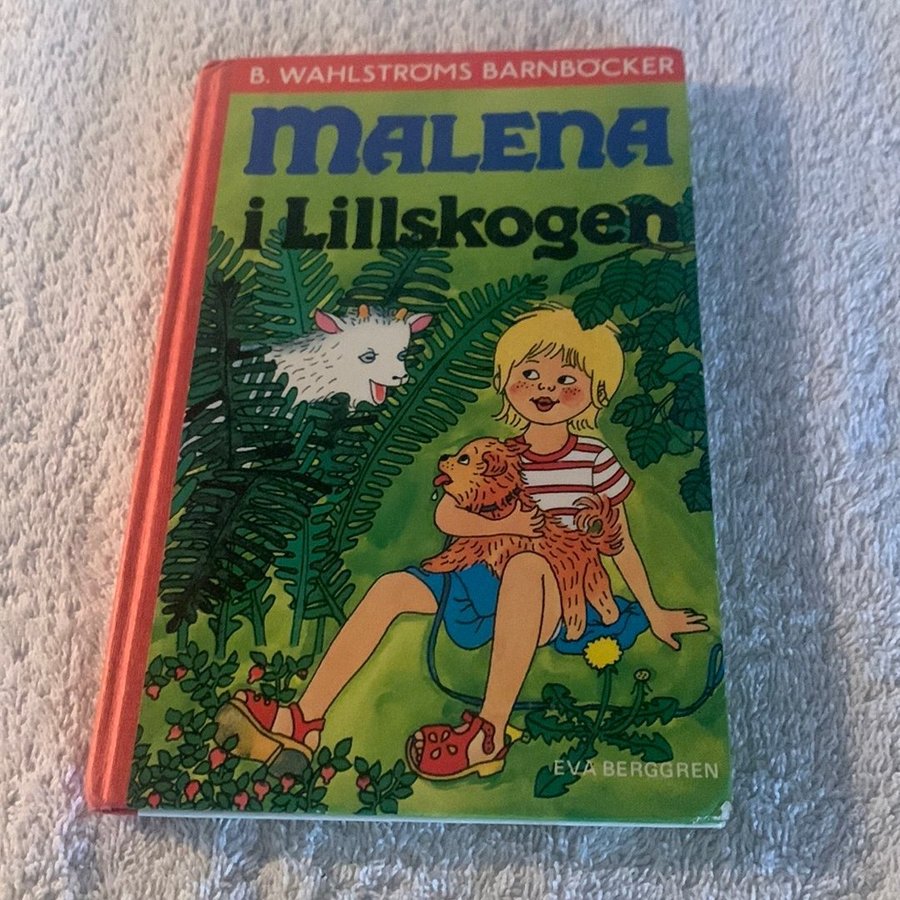 B. WAHLSTRÖMS BARNBÖCKER
MALENA
i Lillskogen
EVA BERGGREN